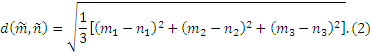 d(m̃,ñ) = √(1/3[(m₁ − n₁)² + (m₂ − n₂)² + (m₃ − n₃)²]).(2)